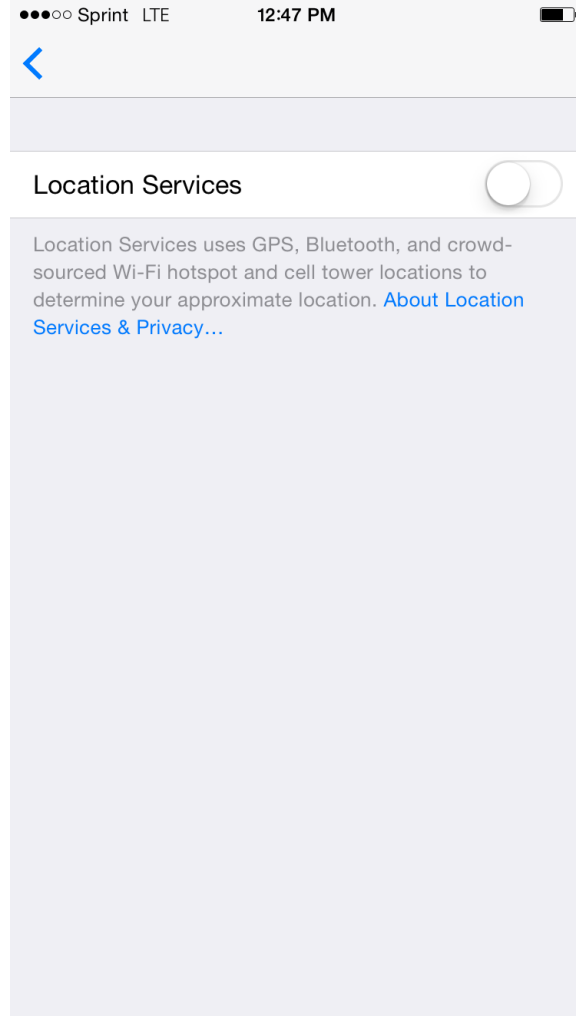 Sprint LTE 12:47 PM
Location Services
Location Services uses GPS, Bluetooth, and crowd-
sourced Wi-Fi hotspot and cell tower locations to
determine your approximate location. About Location
Services & Privacy…